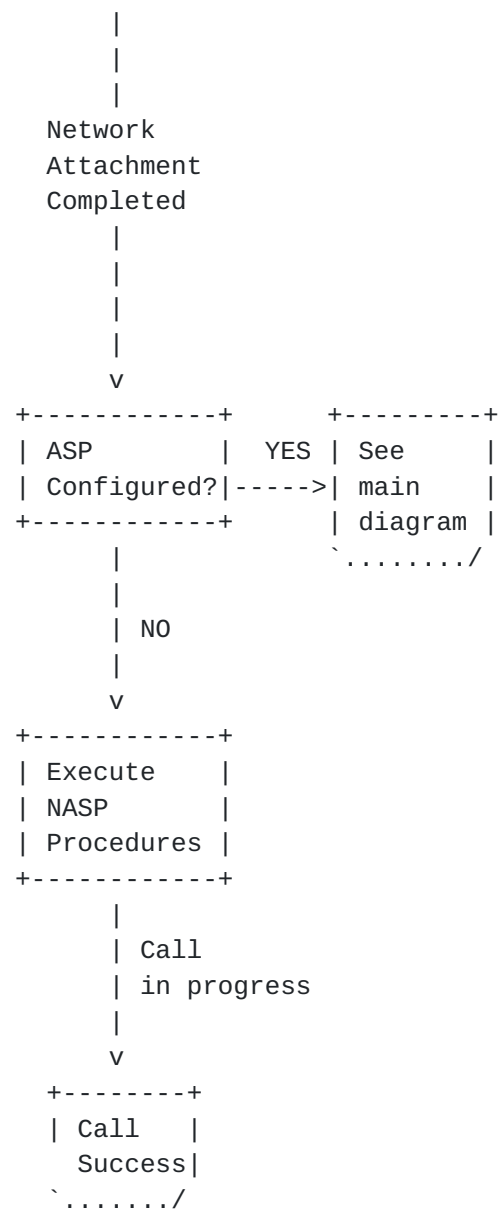 Network
Attachment
Completed
v
+------------+ +---------+
| ASP | YES | See |
| Configured?|----->| main |
+------------+ | diagram |
| `......../
| NO
v
+------------+
| Execute |
| NASP |
| Procedures |
+------------+
| Call
| in progress
v
+--------+
| Call |
Success|
`......./